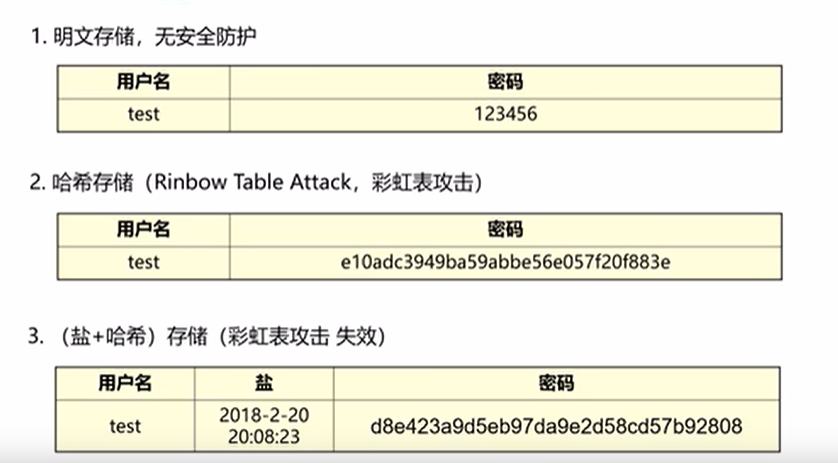 1. 明文存储，无安全防护
用户名 密码
test 123456
2. 哈希存储（Rinbow Table Attack，彩虹表攻击）
用户名 密码
test e10adc3949ba59abbe56e057f20f883e
3. （盐+哈希）存储（彩虹表攻击 失效）
用户名 盐 密码
test 2018-2-20 d8e423a9d5eb97da9e2d58cd57b92808
20:08:23